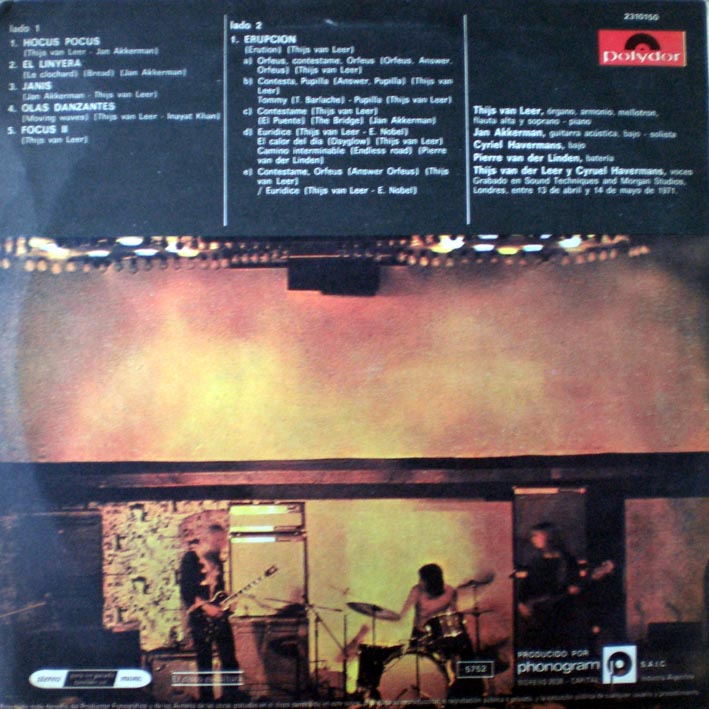 lado 1
1. HOCUS POCUS
(Thijs van Leer - Jan Akkerman)
2. EL LINYERA
(Le clochard) (Bread) (Jan Akkerman)
3. JANIS
(Jan Akkerman - Thijs van Leer)
4. OLAS DANZANTES
(Moving waves) (Thijs van Leer - Inayat Khan)
5. FOCUS II
(Thijs van Leer)
lado 2
1. ERUPCION
(Erution) (Thijs van Leer)
a) Orfeus, contestame, Orfeus (Orfeus, Answer, Orfeus) (Thijs van Leer)
b) Contesta, Pupilla (Answer, Pupilla) (Thijs van Leer)
Tommy (T. Barlache) - Pupilla (Thijs van Leer)
c) Contestame (Thijs van Leer)
(El Puente) (The Bridge) (Jan Akkerman)
d) Euridice (Thijs van Leer - E. Nobel)
El calor del día (Dayglow) (Thijs van Leer)
Camino interminable (Endless road) (Pierre van der Linden)
e) Contestame, Orfeus (Answer Orfeus) (Thijs van Leer)
/ Euridice (Thijs van Leer - E. Nobel)
2310150
Polydor
Thijs van Leer, órgano, armonio, mellotron,
flauta alta y soprano - piano
Jan Akkerman, guitarra acústica, bajo - solista
Cyriel Havermans, bajo
Pierre van der Linden, batería
Thijs van der Leer y Cyruel Havermans, voces
Grabado en Sound Techniques and Morgan Studios,
Londres, entre 13 de abril y 14 de mayo de 1971.
stereo
mono
5752
PRODUCIDO POR
phonogram
p
S.A.I.C.
CAPITAL
Industria Argentina